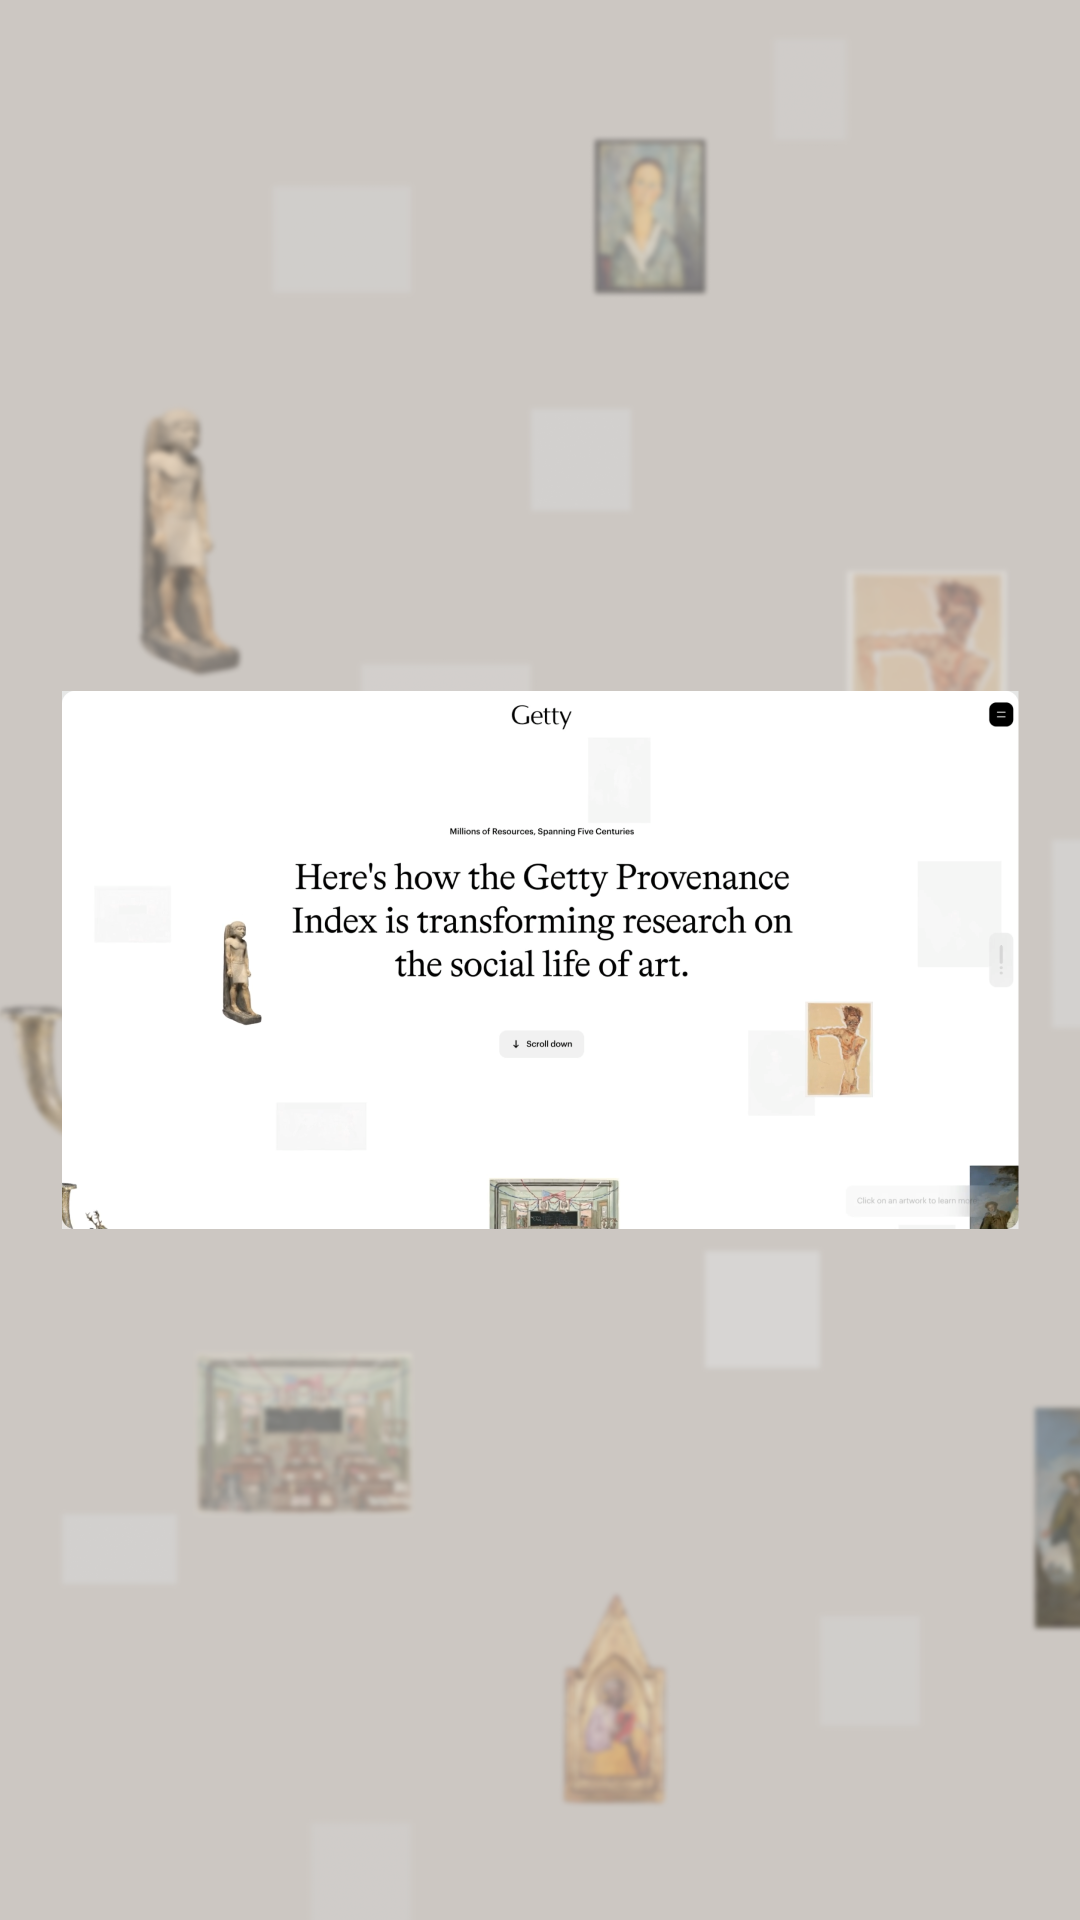 Getty
Millions of Resources, Spanning Five Centuries
Here's how the Getty Provenance
Index is transforming research on
the social life of art.
Scroll down
Click on an artwork to learn more